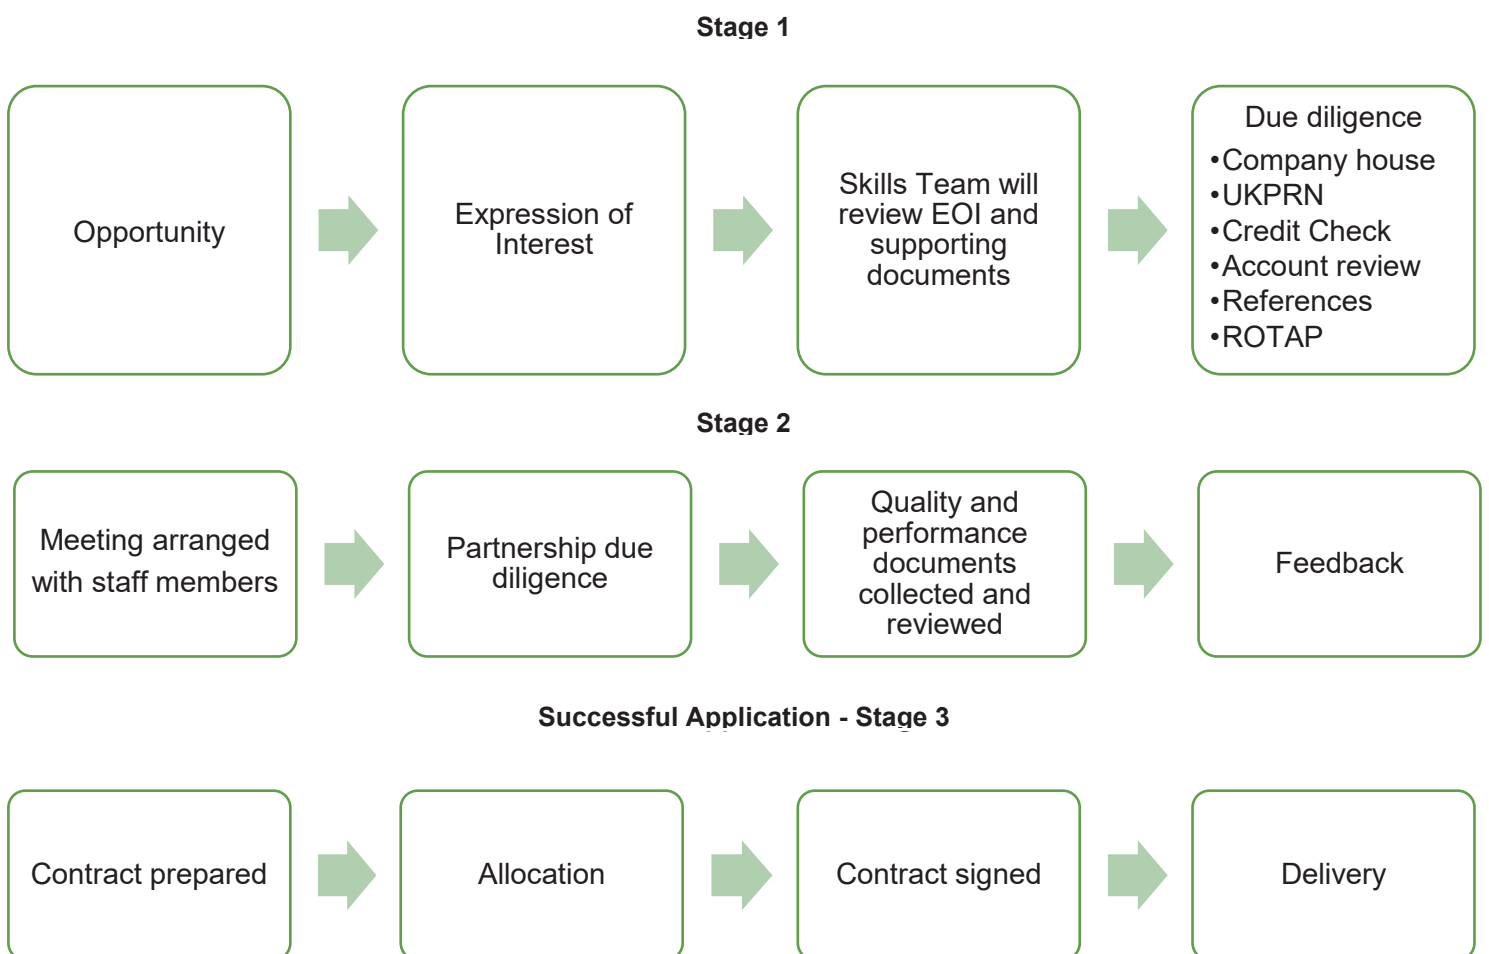 Stage 1
Opportunity
Expression of
Interest
Skills Team will
review EOI and
supporting
documents
Due diligence
•Company house
•UKPRN
•Credit Check
•Account review
•References
•ROTAP
Stage 2
Meeting arranged
with staff members
Partnership due
diligence
Quality and
performance
documents
collected and
reviewed
Feedback
Successful Application - Stage 3
Contract prepared
Allocation
Contract signed
Delivery